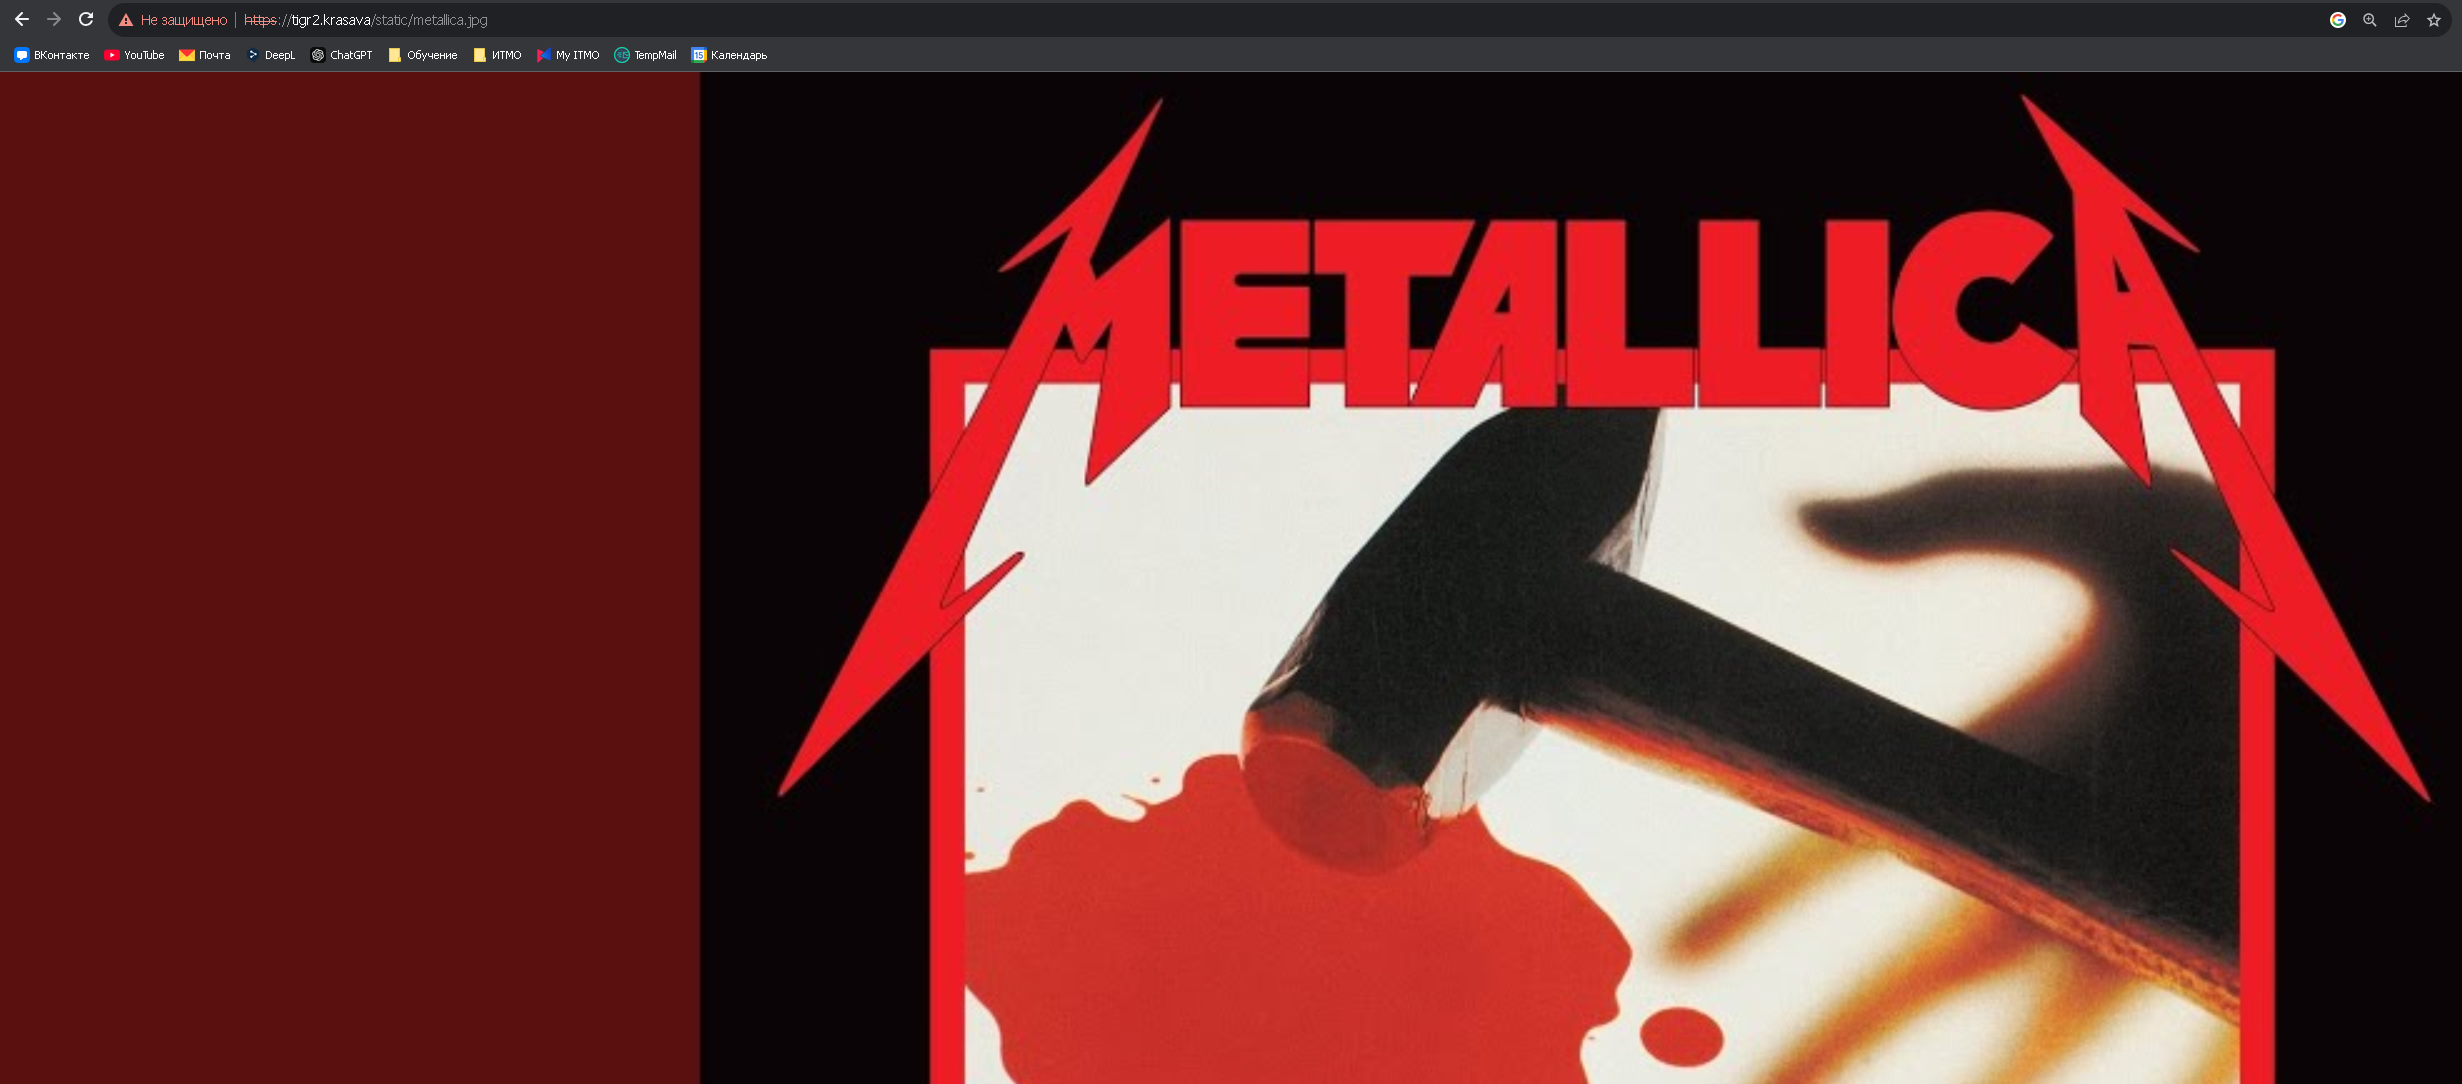 Не защищено | https://tigr2.krasava/static/metallica.jpg
ВКонтакте YouTube Почта DeepL ChatGPT Обучение ИТМО My ITMO TempMail 15 Календарь
METALLICA